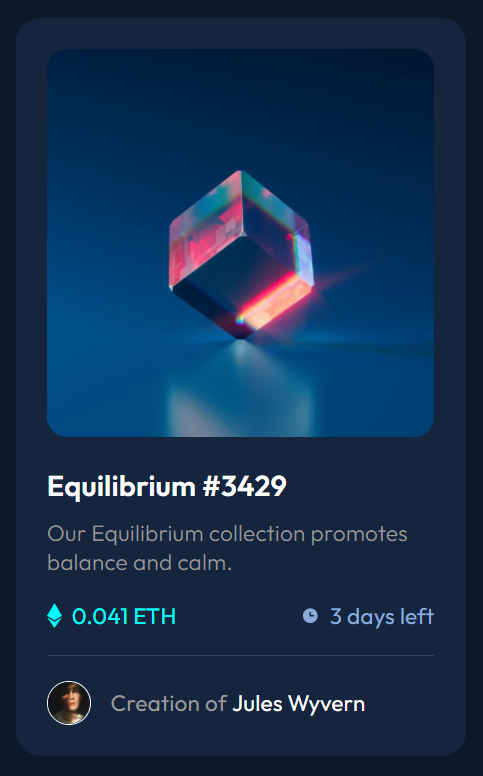 Equilibrium #3429
Our Equilibrium collection promotes
balance and calm.
0.041 ETH
3 days left
Creation of Jules Wyvern